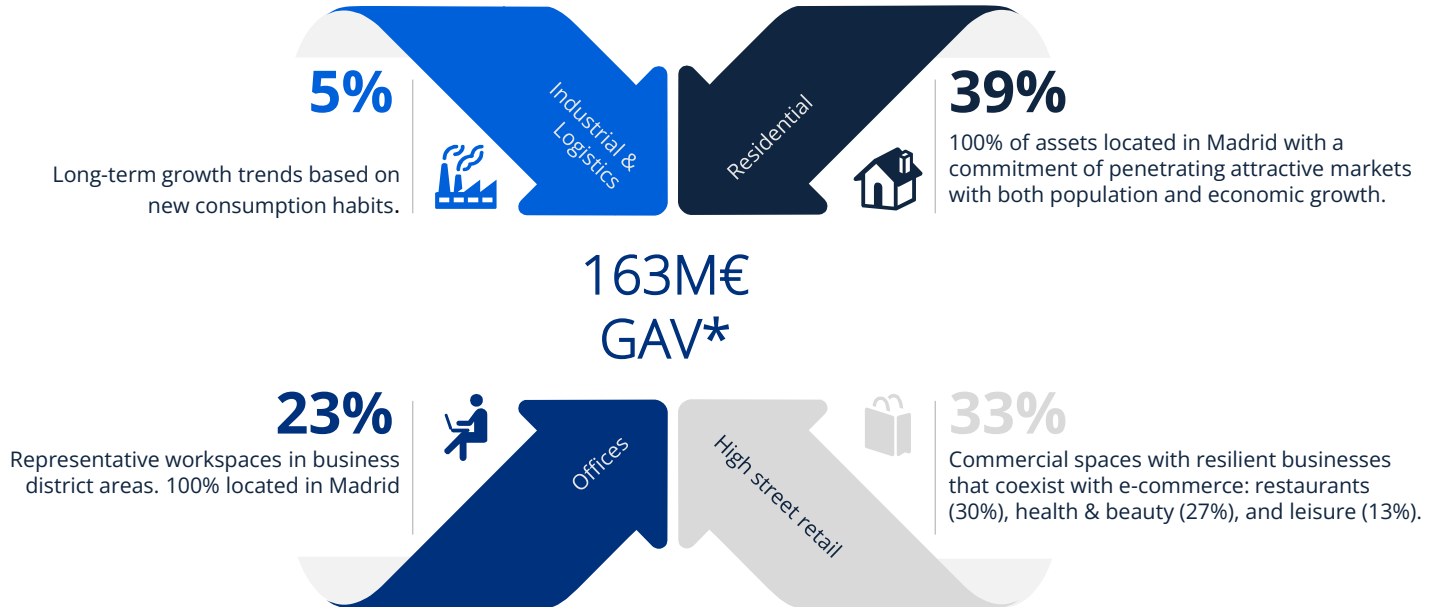 5%
Long-term growth trends based on
new consumption habits.
Industrial &
Logistics
Residential
39%
100% of assets located in Madrid with a
commitment of penetrating attractive markets
with both population and economic growth.
163M€
GAV*
23%
Representative workspaces in business
district areas. 100% located in Madrid
Offices
High street retail
33%
Commercial spaces with resilient businesses
that coexist with e-commerce: restaurants
(30%), health & beauty (27%), and leisure (13%).